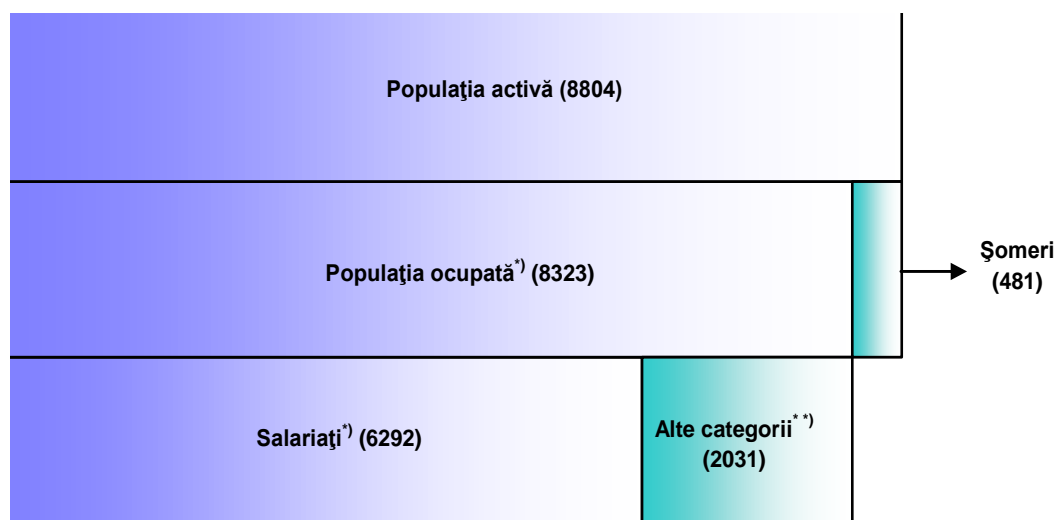 Populaţia activă (8804)
Populaţia ocupată*) (8323)
Şomeri
(481)
Salariaţi*) (6292)
Alte categorii* *)
(2031)